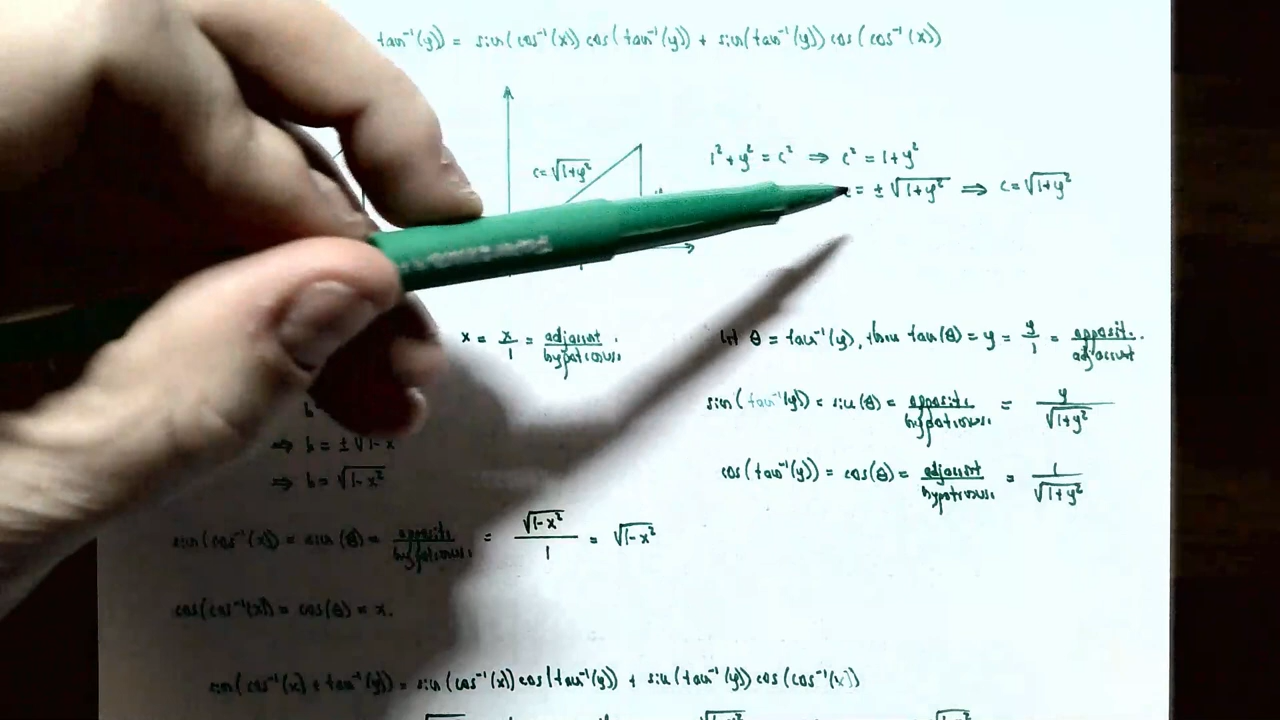 tan⁻¹(y)) = sin(cos⁻¹(x)) cos(tan⁻¹(y)) + sin(tan⁻¹(y)) cos(cos⁻¹(x))
c = √(1+y²)
1² + y² = c² ⇒ c² = 1 + y²
= ± √(1+y²) ⇒ c = √(1+y²)
x = x/1 = adjacent/hypotenuse.
let θ = tan⁻¹(y), then tan(θ) = y = y/1 = opposite/adjacent.
b
⇒ b = ± √1-x
⇒ b = √(1-x²)
sin(tan⁻¹(y)) = sin(θ) = opposite/hypotenuse = y/√(1+y²)
cos(tan⁻¹(y)) = cos(θ) = adjacent/hypotenuse = 1/√(1+y²)
sin(cos⁻¹(x)) = sin(θ) = opposite/hypotenuse = √(1-x²)/1 = √(1-x²)
cos(cos⁻¹(x)) = cos(θ) = x.
sin(cos⁻¹(x) + tan⁻¹(y)) = sin(cos⁻¹(x)) cos(tan⁻¹(y)) + sin(tan⁻¹(y)) cos(cos⁻¹(x))